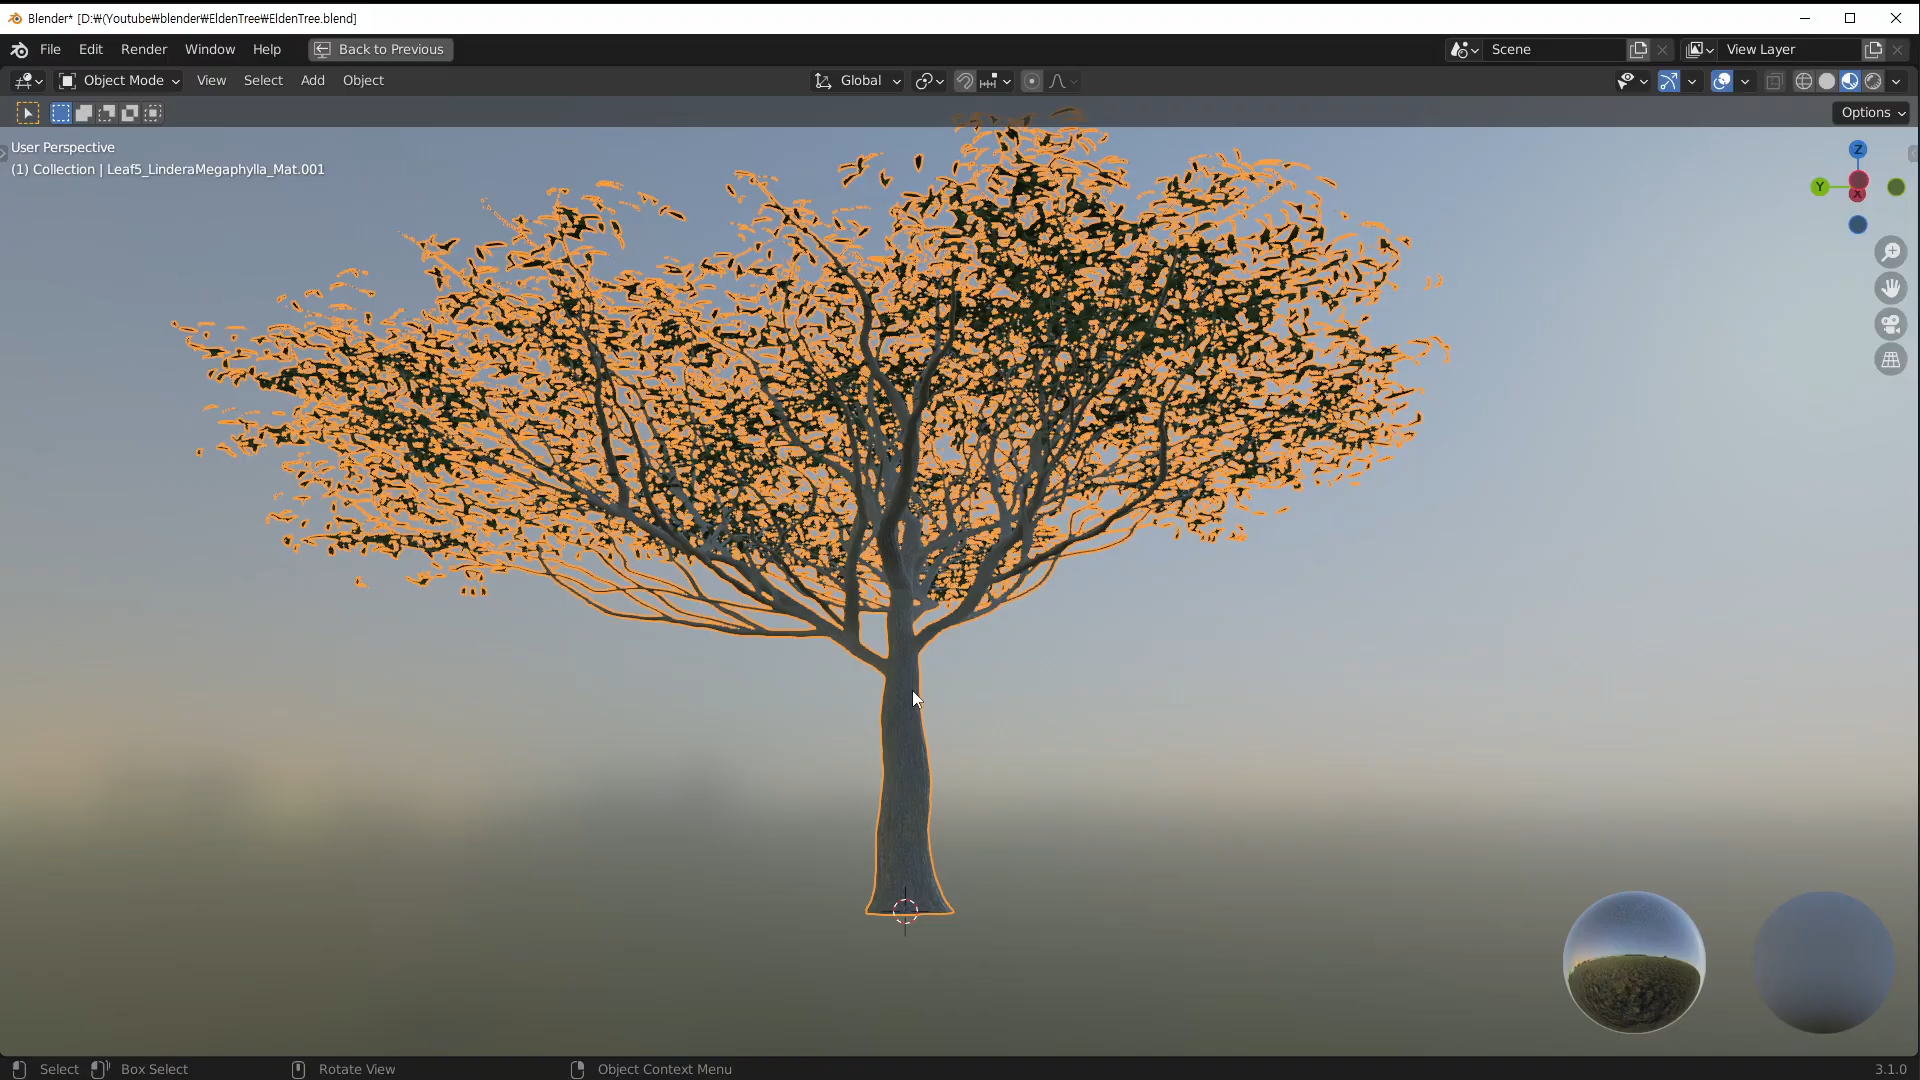 Blender* [D:₩(Youtube₩blender₩EldenTree₩EldenTree.blend]
File Edit Render Window Help Back to Previous Scene View Layer
Object Mode View Select Add Object Global
Options
User Perspective
(1) Collection | Leaf5_LinderaMegaphylla_Mat.001
Z
Y
X
Select Box Select Rotate View Object Context Menu 3.1.0